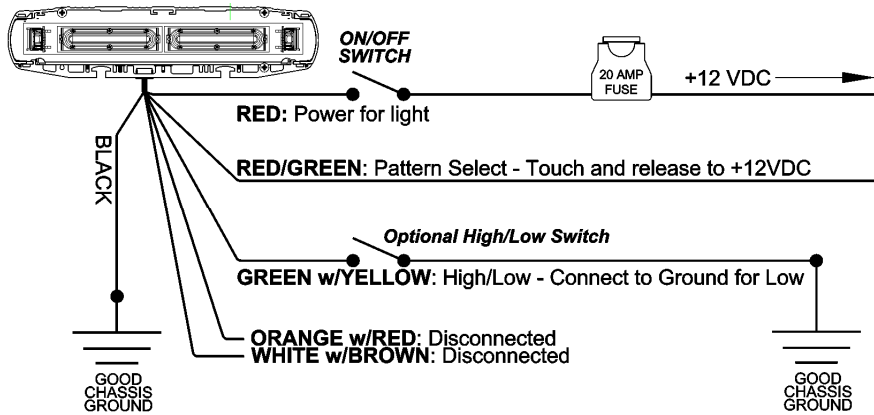 ON/OFF
SWITCH
20 AMP
FUSE
+12 VDC
RED: Power for light
BLACK
RED/GREEN: Pattern Select - Touch and release to +12VDC
Optional High/Low Switch
GREEN w/YELLOW: High/Low - Connect to Ground for Low
ORANGE w/RED: Disconnected
WHITE w/BROWN: Disconnected
GOOD
CHASSIS
GROUND
GOOD
CHASSIS
GROUND